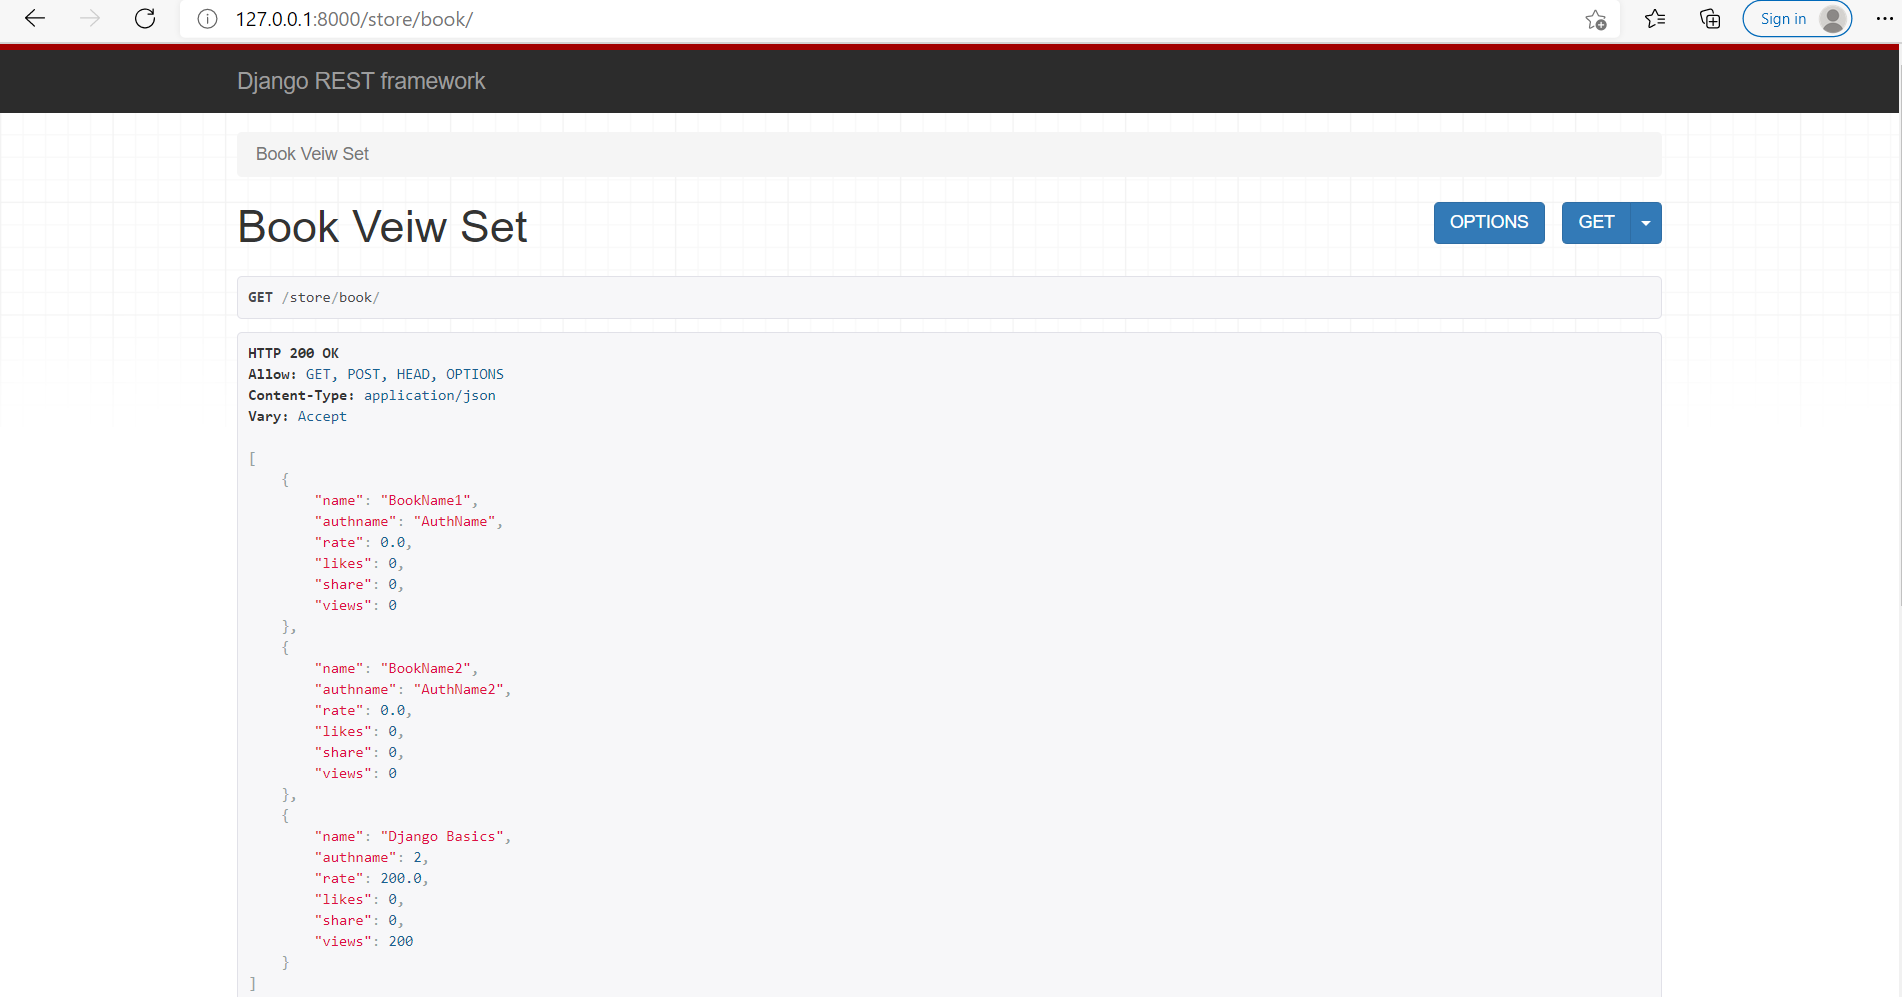 127.0.0.1:8000/store/book/
Sign in
Django REST framework
Book Veiw Set
Book Veiw Set
OPTIONS
GET
GET /store/book/
HTTP 200 OK
Allow: GET, POST, HEAD, OPTIONS
Content-Type: application/json
Vary: Accept
[
    {
        "name": "BookName1",
        "authname": "AuthName",
        "rate": 0.0,
        "likes": 0,
        "share": 0,
        "views": 0
    },
    {
        "name": "BookName2",
        "authname": "AuthName2",
        "rate": 0.0,
        "likes": 0,
        "share": 0,
        "views": 0
    },
    {
        "name": "Django Basics",
        "authname": 2,
        "rate": 200.0,
        "likes": 0,
        "share": 0,
        "views": 200
    }
]